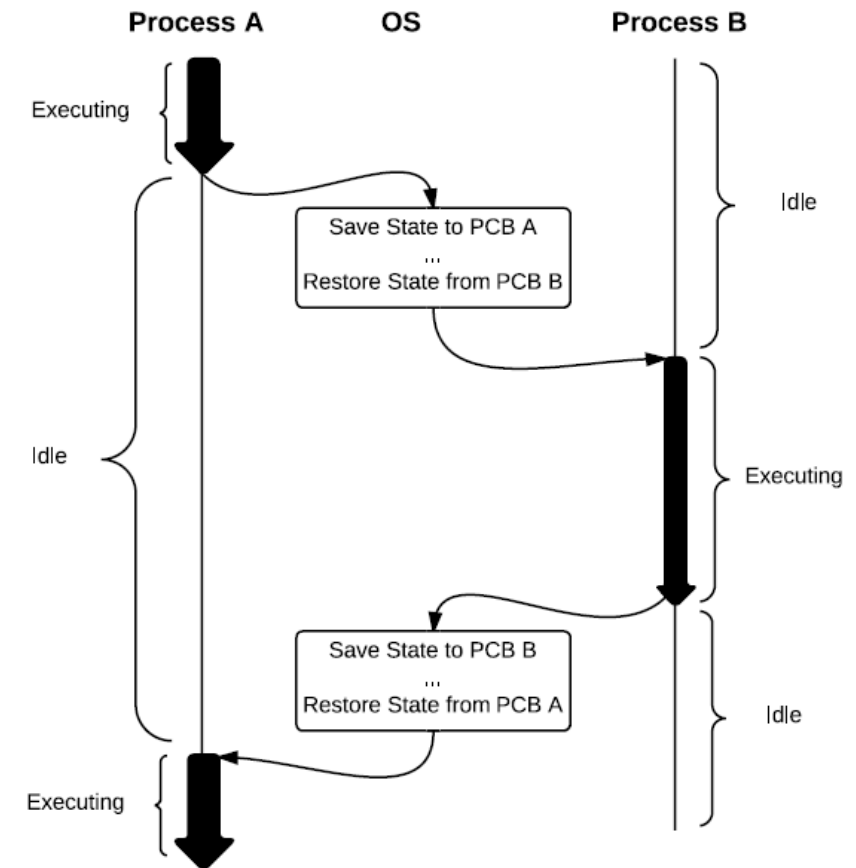 Process A
OS
Process B
Executing
Idle
Save State to PCB A
...
Restore State from PCB B
Idle
Executing
Save State to PCB B
...
Restore State from PCB A
Idle
Executing